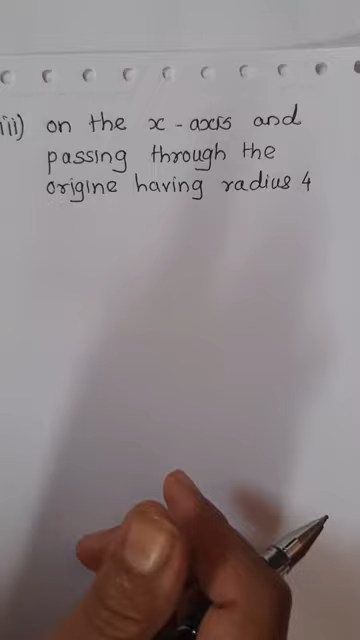 iii) on the x-axis and
passing through the
origine having radius 4